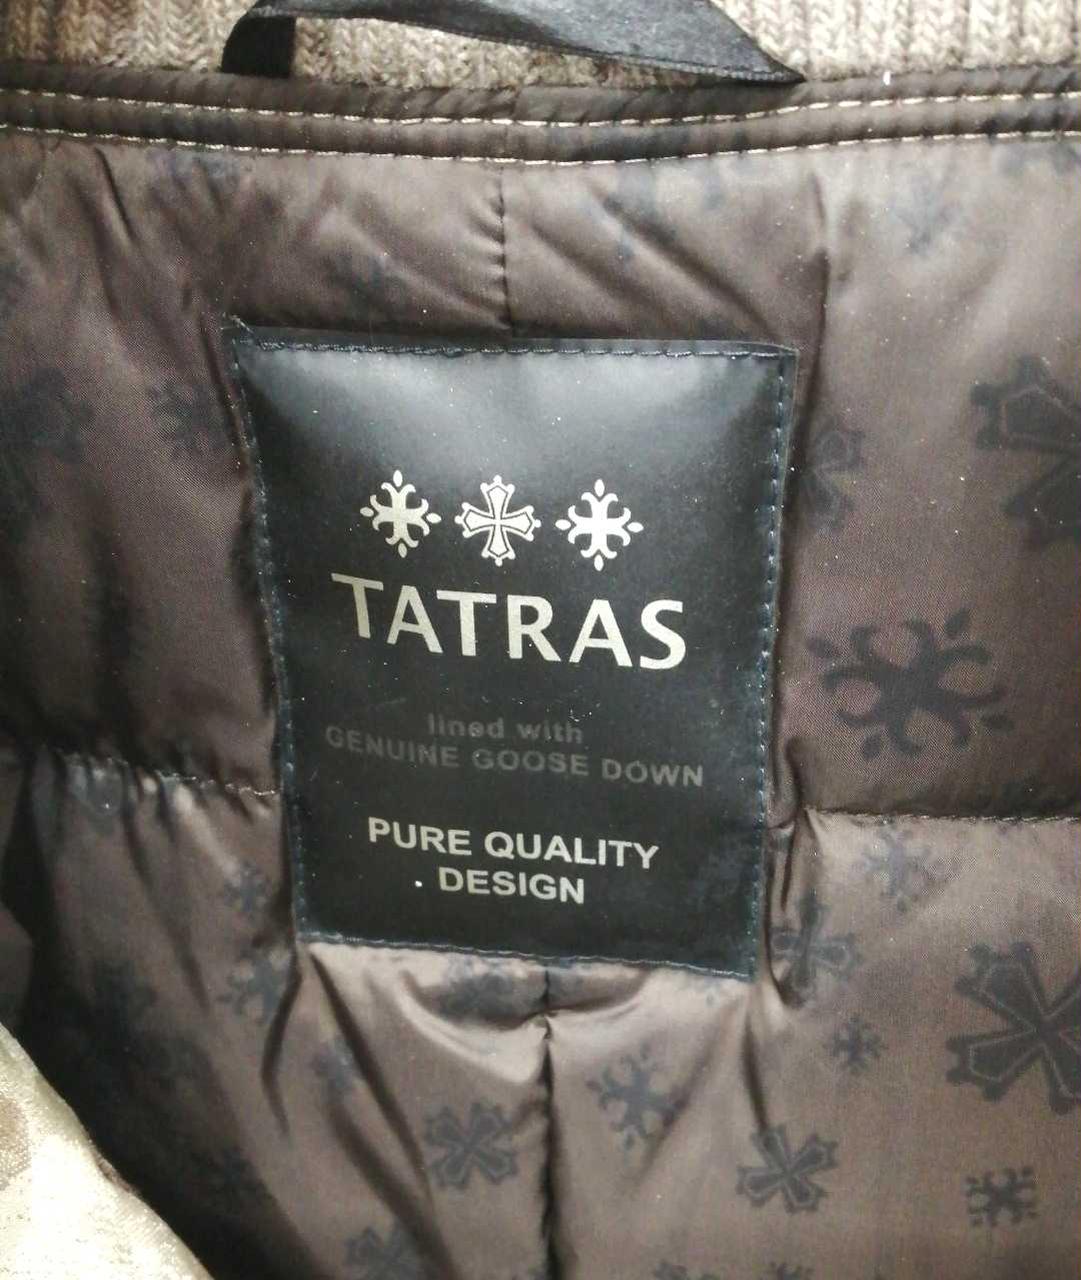 TATRAS
lined with
GENUINE GOOSE DOWN
PURE QUALITY
DESIGN